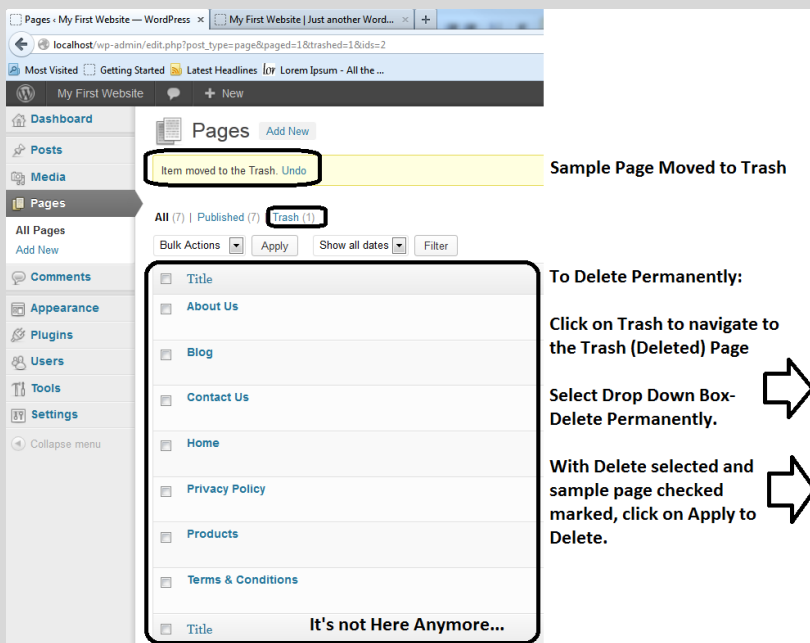 Pages ‹ My First Website — WordPress ×
My First Website | Just another Word... × +
localhost/wp-admin/edit.php?post_type=page&paged=1&trashed=1&ids=2
Most Visited Getting Started Latest Headlines lor Lorem Ipsum - All the ...
My First Website + New
Dashboard
Posts
Media
Pages
All Pages
Add New
Comments
Appearance
Plugins
Users
Tools
Settings
Collapse menu
Pages Add New
Item moved to the Trash. Undo
All (7) | Published (7) | Trash (1)
Bulk Actions Apply Show all dates Filter
Title
About Us
Blog
Contact Us
Home
Privacy Policy
Products
Terms & Conditions
Title
It's not Here Anymore...
Sample Page Moved to Trash
To Delete Permanently:
Click on Trash to navigate to
the Trash (Deleted) Page
Select Drop Down Box-
Delete Permanently.
With Delete selected and
sample page checked
marked, click on Apply to
Delete.